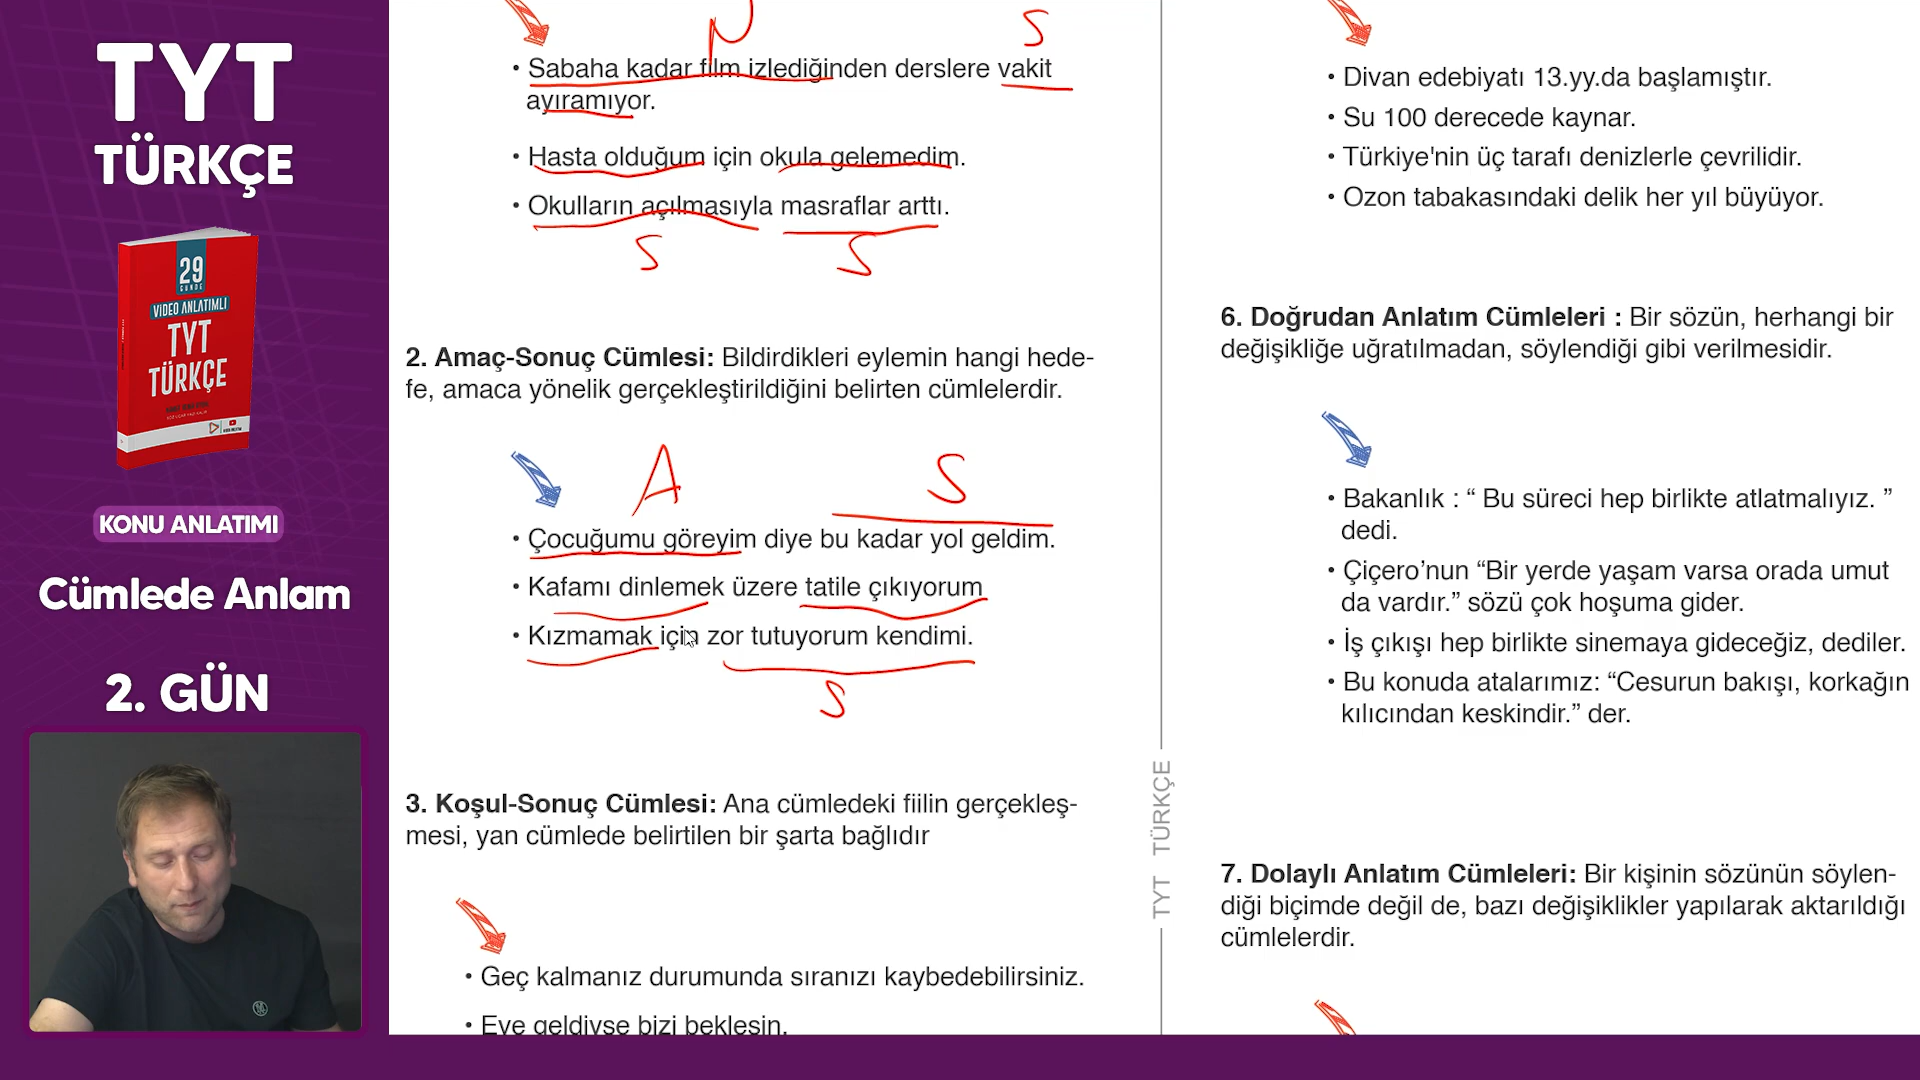 TYT
TÜRKÇE
29
GÜNDE
VİDEO ANLATIMLI
TYT
TÜRKÇE
KONU ANLATIMI
Cümlede Anlam
2. GÜN
N
S
• Sabaha kadar film izlediğinden derslere vakit
ayıramıyor.
• Hasta olduğum için okula gelemedim.
• Okulların açılmasıyla masraflar arttı.
S S
2. Amaç-Sonuç Cümlesi: Bildirdikleri eylemin hangi hede-
fe, amaca yönelik gerçekleştirildiğini belirten cümlelerdir.
A S
• Çocuğumu göreyim diye bu kadar yol geldim.
• Kafamı dinlemek üzere tatile çıkıyorum
• Kızmamak için zor tutuyorum kendimi.
S
3. Koşul-Sonuç Cümlesi: Ana cümledeki fiilin gerçekleş-
mesi, yan cümlede belirtilen bir şarta bağlıdır
• Geç kalmanız durumunda sıranızı kaybedebilirsiniz.
• Eve geldiyse bizi beklesin.
TYT TÜRKÇE
• Divan edebiyatı 13.yy.da başlamıştır.
• Su 100 derecede kaynar.
• Türkiye'nin üç tarafı denizlerle çevrilidir.
• Ozon tabakasındaki delik her yıl büyüyor.
6. Doğrudan Anlatım Cümleleri : Bir sözün, herhangi bir
değişikliğe uğratılmadan, söylendiği gibi verilmesidir.
• Bakanlık : “ Bu süreci hep birlikte atlatmalıyız. ”
dedi.
• Çiçero’nun “Bir yerde yaşam varsa orada umut
da vardır.” sözü çok hoşuma gider.
• İş çıkışı hep birlikte sinemaya gideceğiz, dediler.
• Bu konuda atalarımız: “Cesurun bakışı, korkağın
kılıcından keskindir.” der.
7. Dolaylı Anlatım Cümleleri: Bir kişinin sözünün söylen-
diği biçimde değil de, bazı değişiklikler yapılarak aktarıldığı
cümlelerdir.